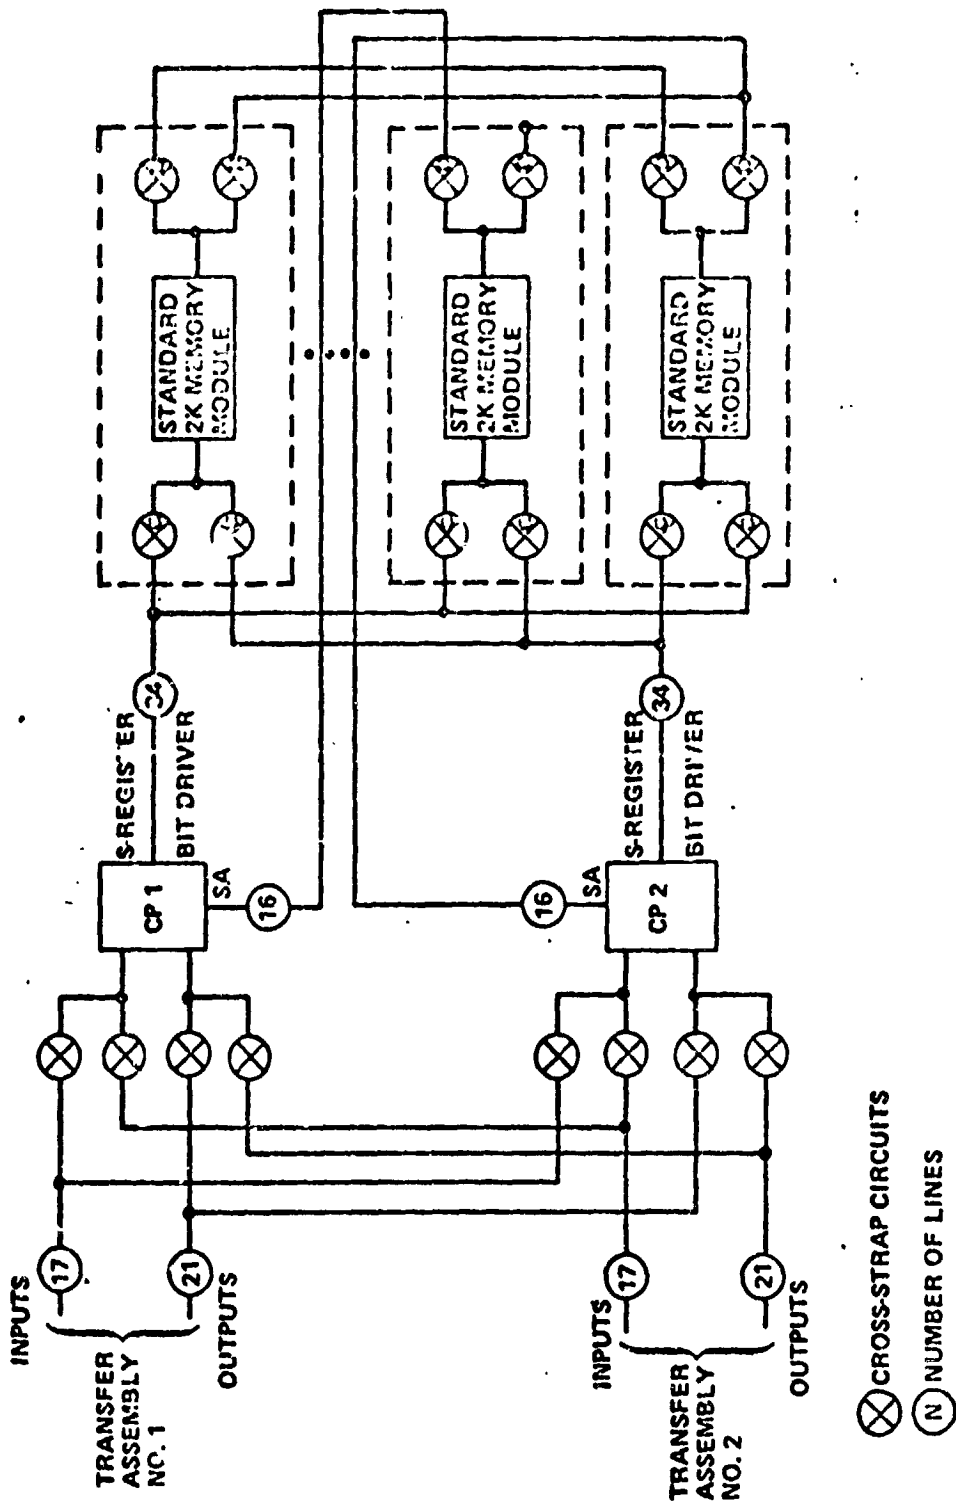 INPUTS
17
TRANSFER
ASSEMBLY
NO. 1
21
OUTPUTS
CP 1
S-REGISTER
BIT DRIVER
34
SA
16
STANDARD
2K MEMORY
MODULE
STANDARD
2K MEMORY
MODULE
STANDARD
2K MEMORY
MODULE
INPUTS
17
TRANSFER
ASSEMBLY
NO. 2
21
OUTPUTS
CP 2
S-REGISTER
BIT DRIVER
34
SA
16
CROSS-STRAP CIRCUITS
N NUMBER OF LINES